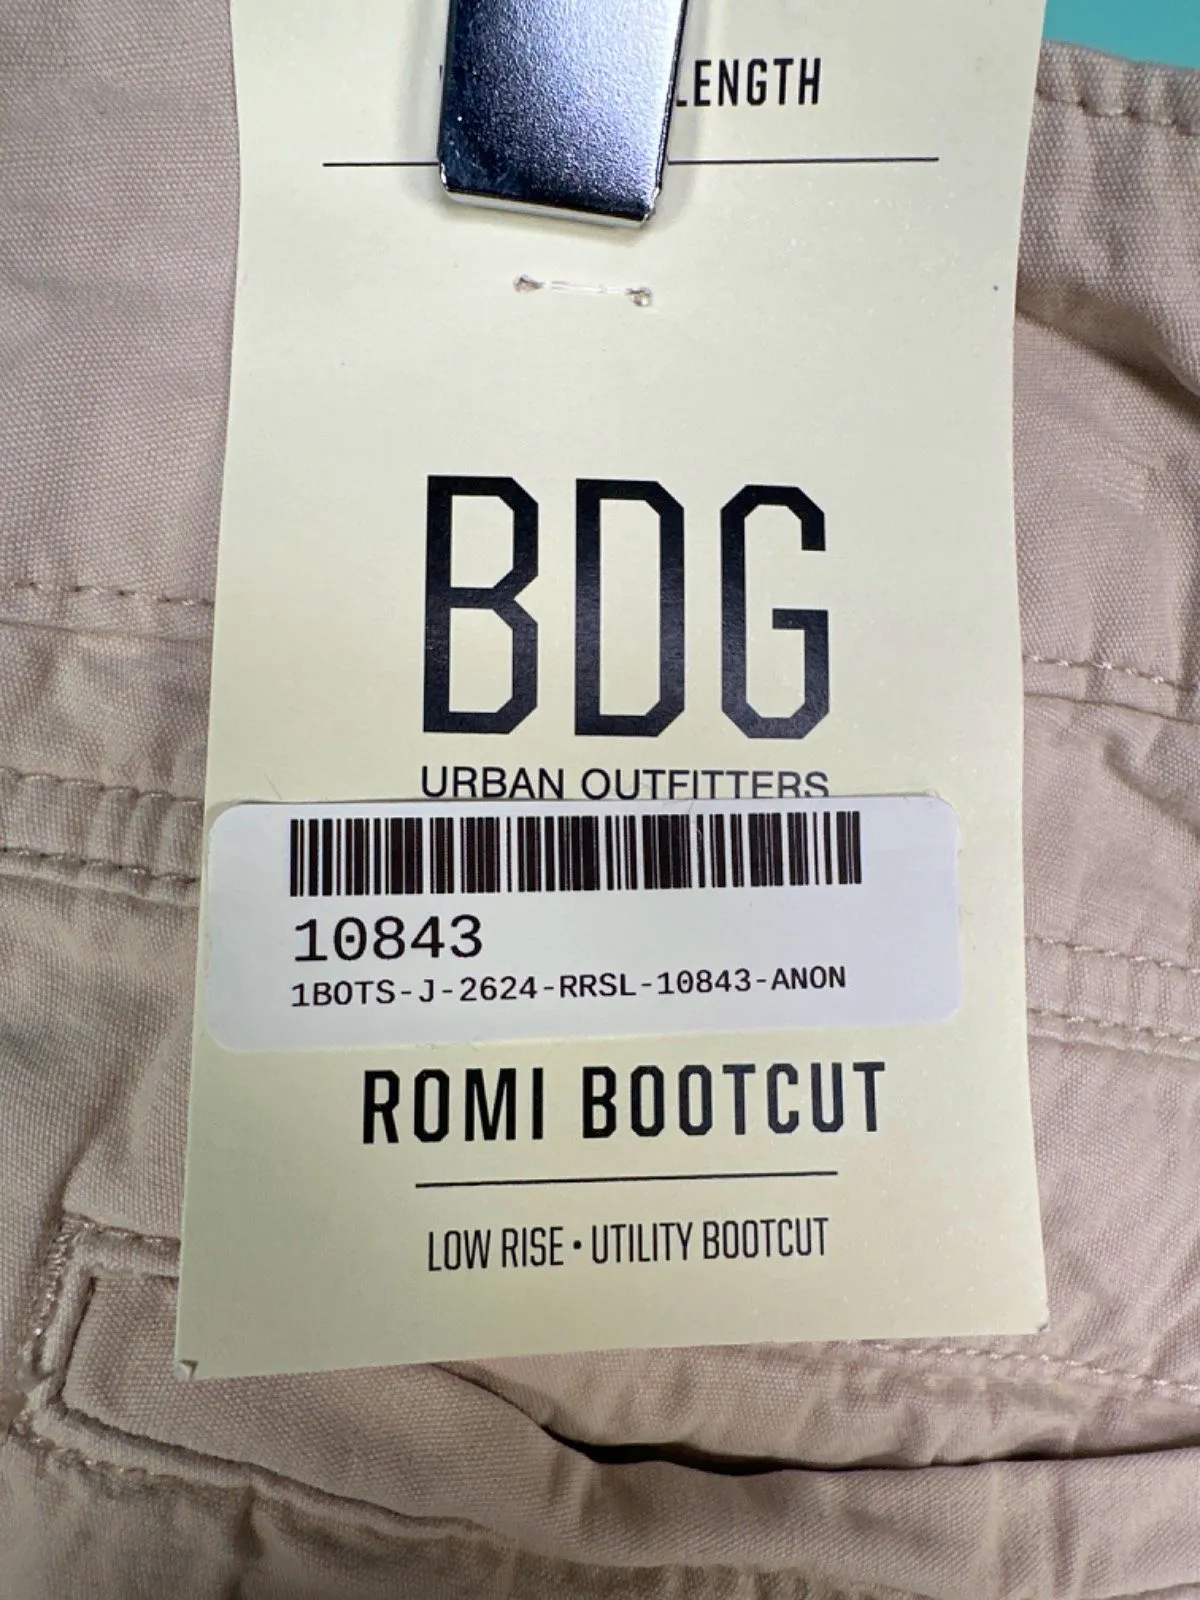 LENGTH
BDG
URBAN OUTFITTERS
10843
1BOTS-J-2624-RRSL-10843-ANON
ROMI BOOTCUT
LOW RISE • UTILITY BOOTCUT